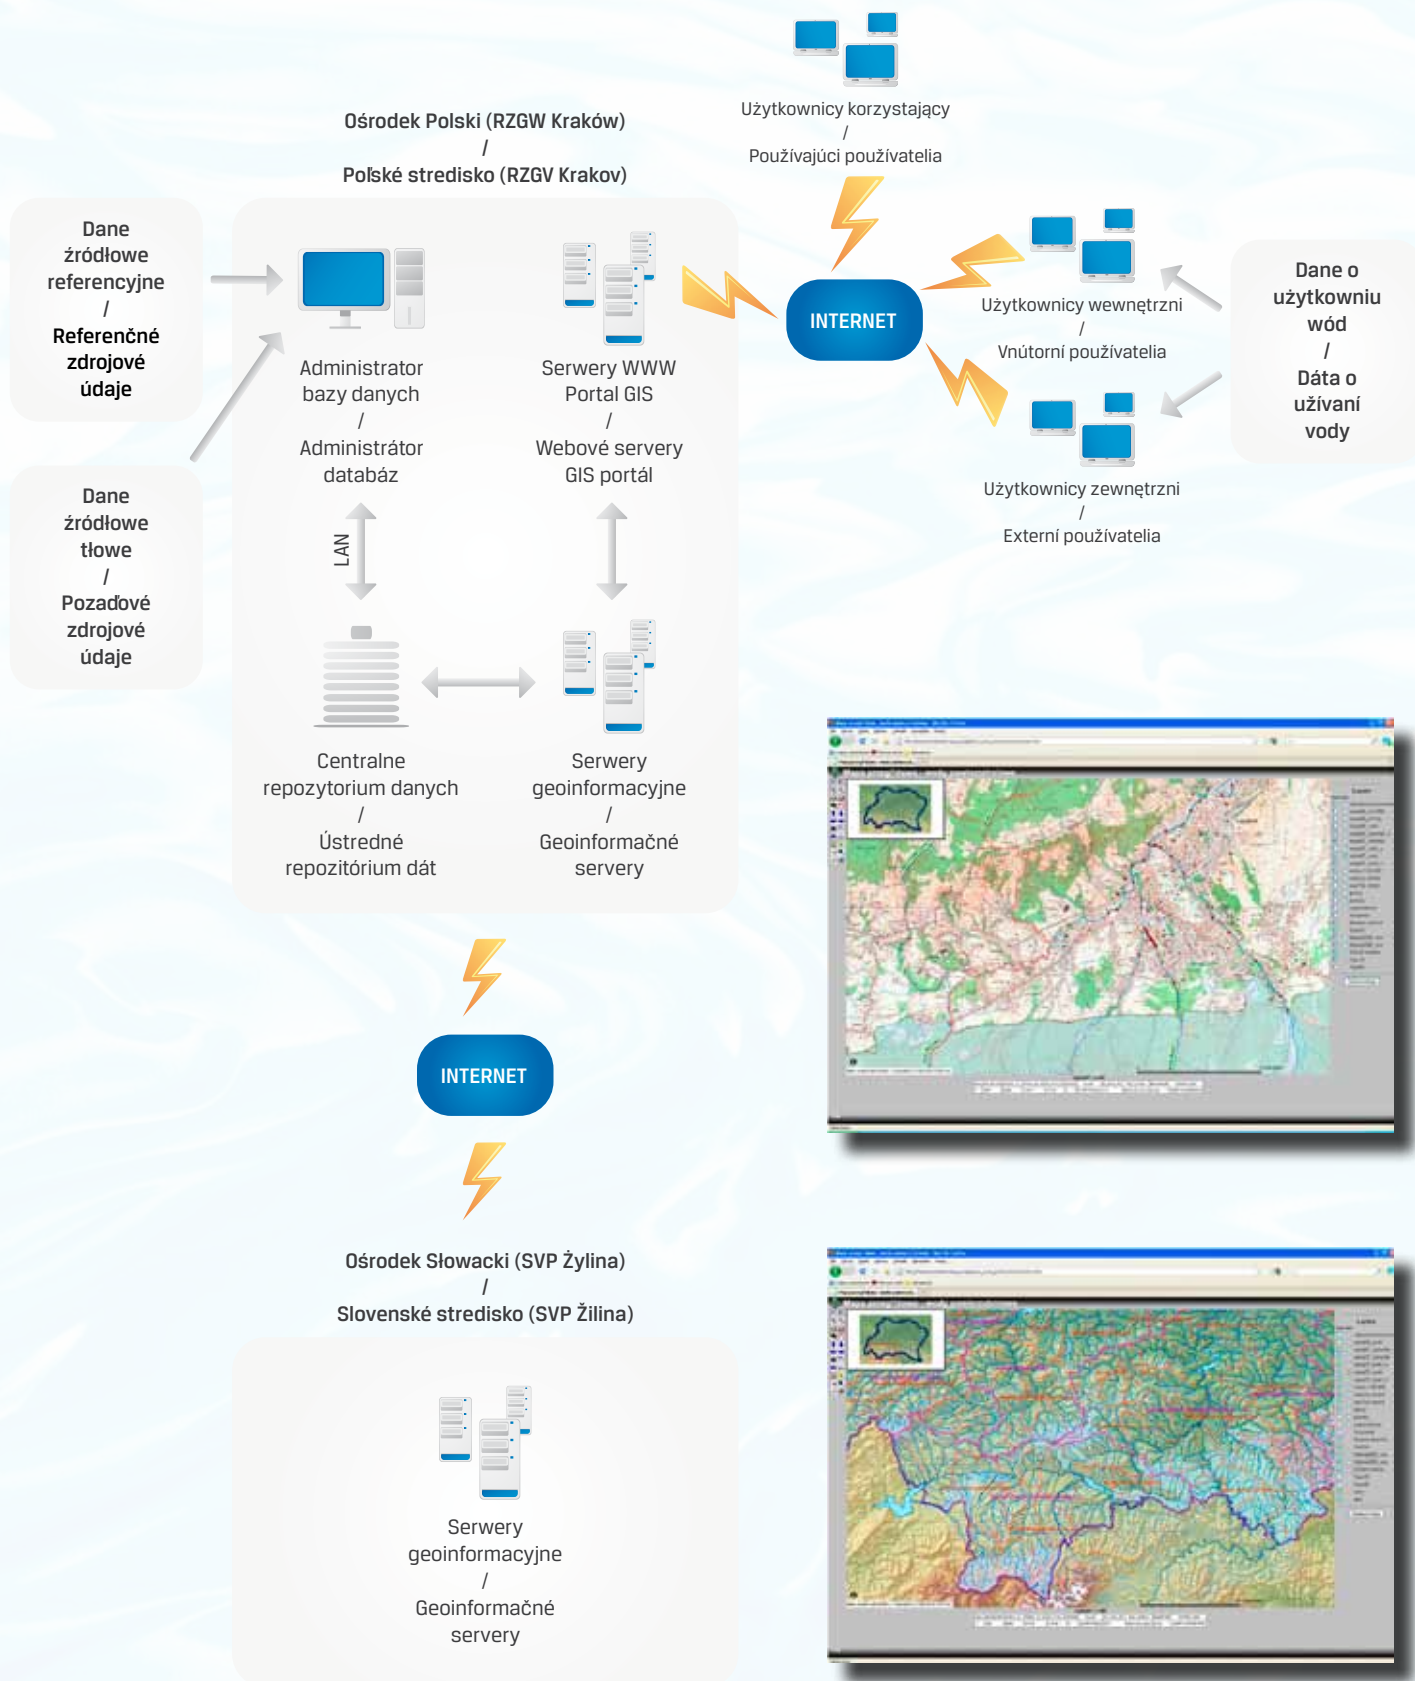 Użytkownicy korzystający
/
Používajúci používatelia
Ośrodek Polski (RZGW Kraków)
/
Poľské stredisko (RZGV Krakov)
Dane
źródłowe
referencyjne
/
Referenčné
zdrojové
údaje
Dane
źródłowe
tłowe
/
Pozaďové
zdrojové
údaje
Administrator
bazy danych
/
Administrátor
databáz
Serwery WWW
Portal GIS
/
Webové servery
GIS portál
LAN
Centralne
repozytorium danych
/
Ústredné
repozitórium dát
Serwery
geoinformacyjne
/
Geoinformačné
servery
INTERNET
Użytkownicy wewnętrzni
/
Vnútorní používatelia
Użytkownicy zewnętrzni
/
Externí používatelia
Dane o
użytkowniu
wód
/
Dáta o
užívaní
vody
INTERNET
Ośrodek Słowacki (SVP Żylina)
/
Slovenské stredisko (SVP Žilina)
Serwery
geoinformacyjne
/
Geoinformačné
servery